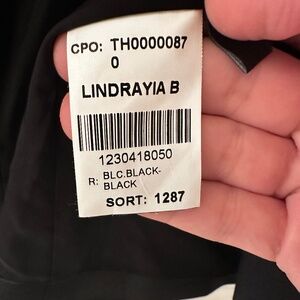 CPO: TH0000087
0
LINDRAYIA B
1230418050
R: BLC.BLACK-
BLACK
SORT: 1287